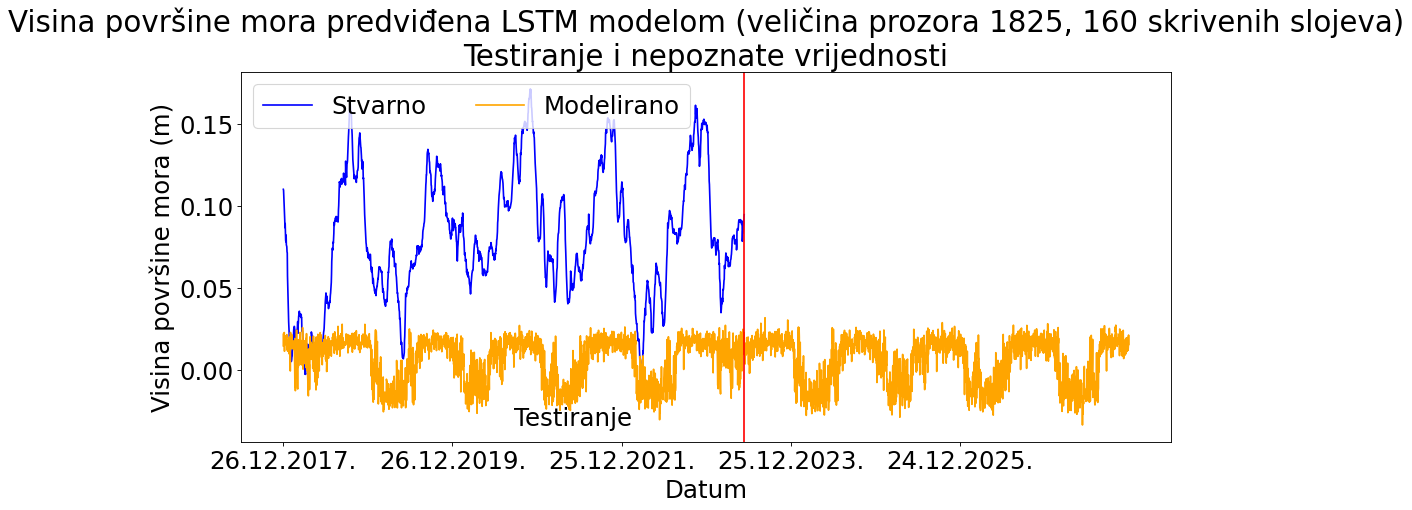 Visina površine mora predviđena LSTM modelom (veličina prozora 1825, 160 skrivenih slojeva)
Testiranje i nepoznate vrijednosti
Stvarno
Modelirano
Visina površine mora (m)
0.15
0.10
0.05
0.00
Testiranje
26.12.2017.
26.12.2019.
25.12.2021.
25.12.2023.
24.12.2025.
Datum